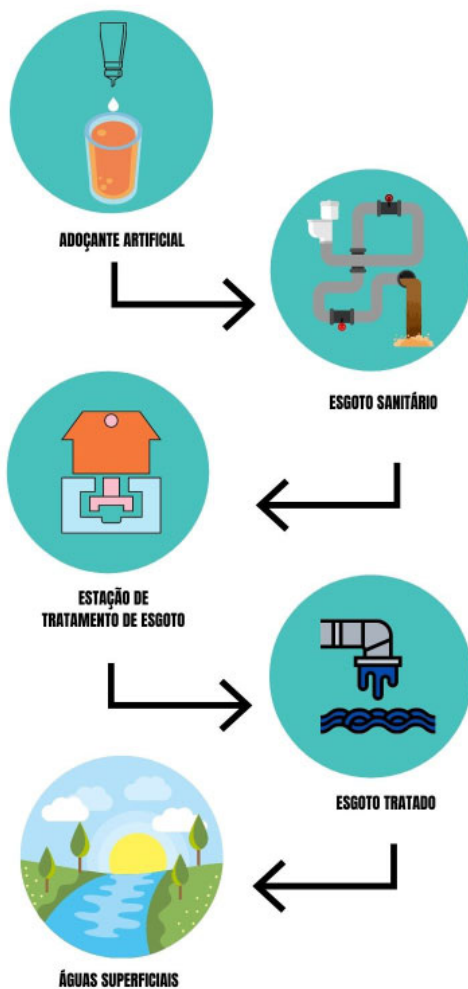 ADOÇANTE ARTIFICIAL
ESGOTO SANITÁRIO
ESTAÇÃO DE
TRATAMENTO DE ESGOTO
ESGOTO TRATADO
ÁGUAS SUPERFICIAIS